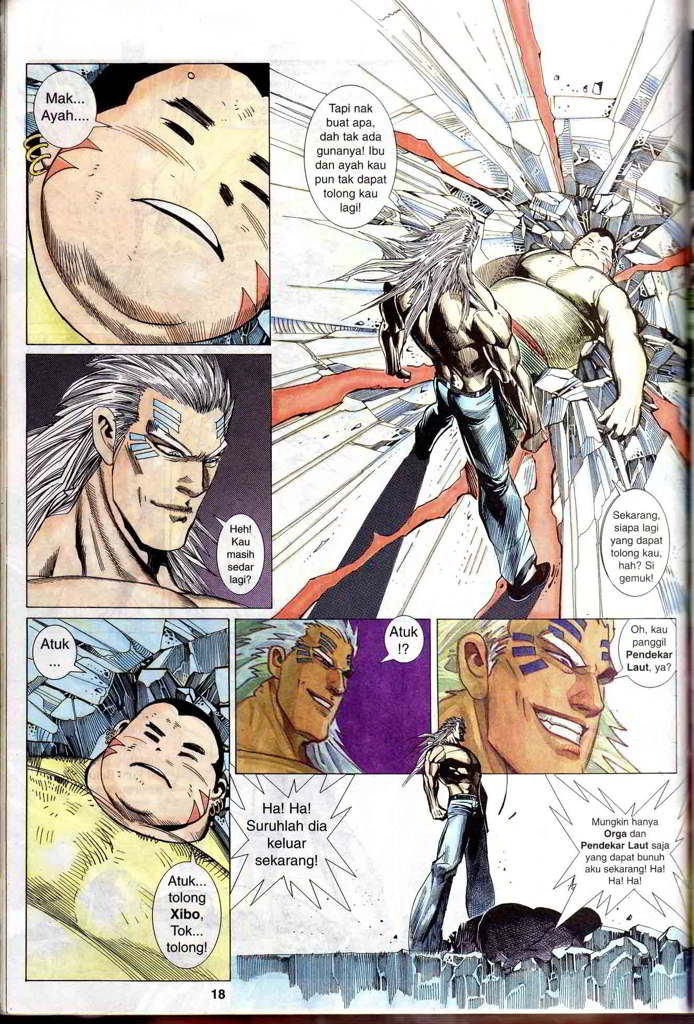 Mak...
Ayah....
Tapi nak
buat apa,
dah tak ada
gunanya! Ibu
dan ayah kau
pun tak dapat
tolong kau
lagi!
Heh!
Kau
masih
sedar
lagi?
Sekarang,
siapa lagi
yang dapat
tolong kau,
hah? Si
gemuk!
Atuk
...
Atuk...
tolong
Xibo,
Tok...
tolong!
Atuk
!?
Oh, kau
panggil
Pendekar
Laut, ya?
Ha! Ha!
Suruhlah dia
keluar
sekarang!
Mungkin hanya
Orga dan
Pendekar Laut saja
yang dapat bunuh
aku sekarang! Ha!
Ha! Ha!
18